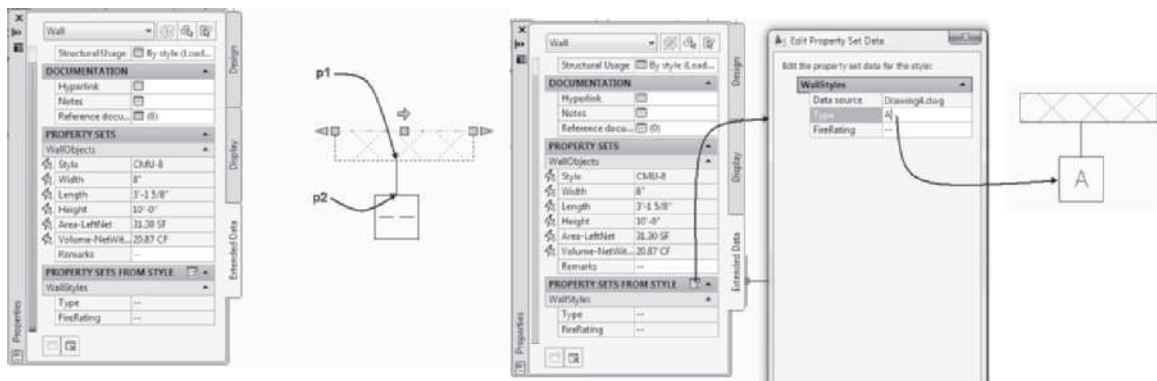 Wall
Structural Usage By style (Load...
DOCUMENTATION
Hyperlink
Notes
Reference docu... (0)
PROPERTY SETS
WallObjects
Style CMU-8
Width 8"
Length 3'-1 5/8"
Height 10'-0"
Area-LeftNet 31.30 SF
Volume-NetWit... 20.87 CF
Remarks --
PROPERTY SETS FROM STYLE
WallStyles
Type --
FireRating --
Design
Display
Extended Data
Properties
p1
p2
Wall
Structural Usage By style (Load...
DOCUMENTATION
Hyperlink
Notes
Reference docu... (0)
PROPERTY SETS
WallObjects
Style CMU-8
Width 8"
Length 3'-1 5/8"
Height 10'-0"
Area-LeftNet 31.30 SF
Volume-NetWit... 20.87 CF
Remarks --
PROPERTY SETS FROM STYLE
WallStyles
Type --
FireRating --
Design
Display
Extended Data
Properties
Edit Property Set Data
Edit the property set data for the style:
WallStyles
Data source Drawing4.dwg
Type A
FireRating --
A